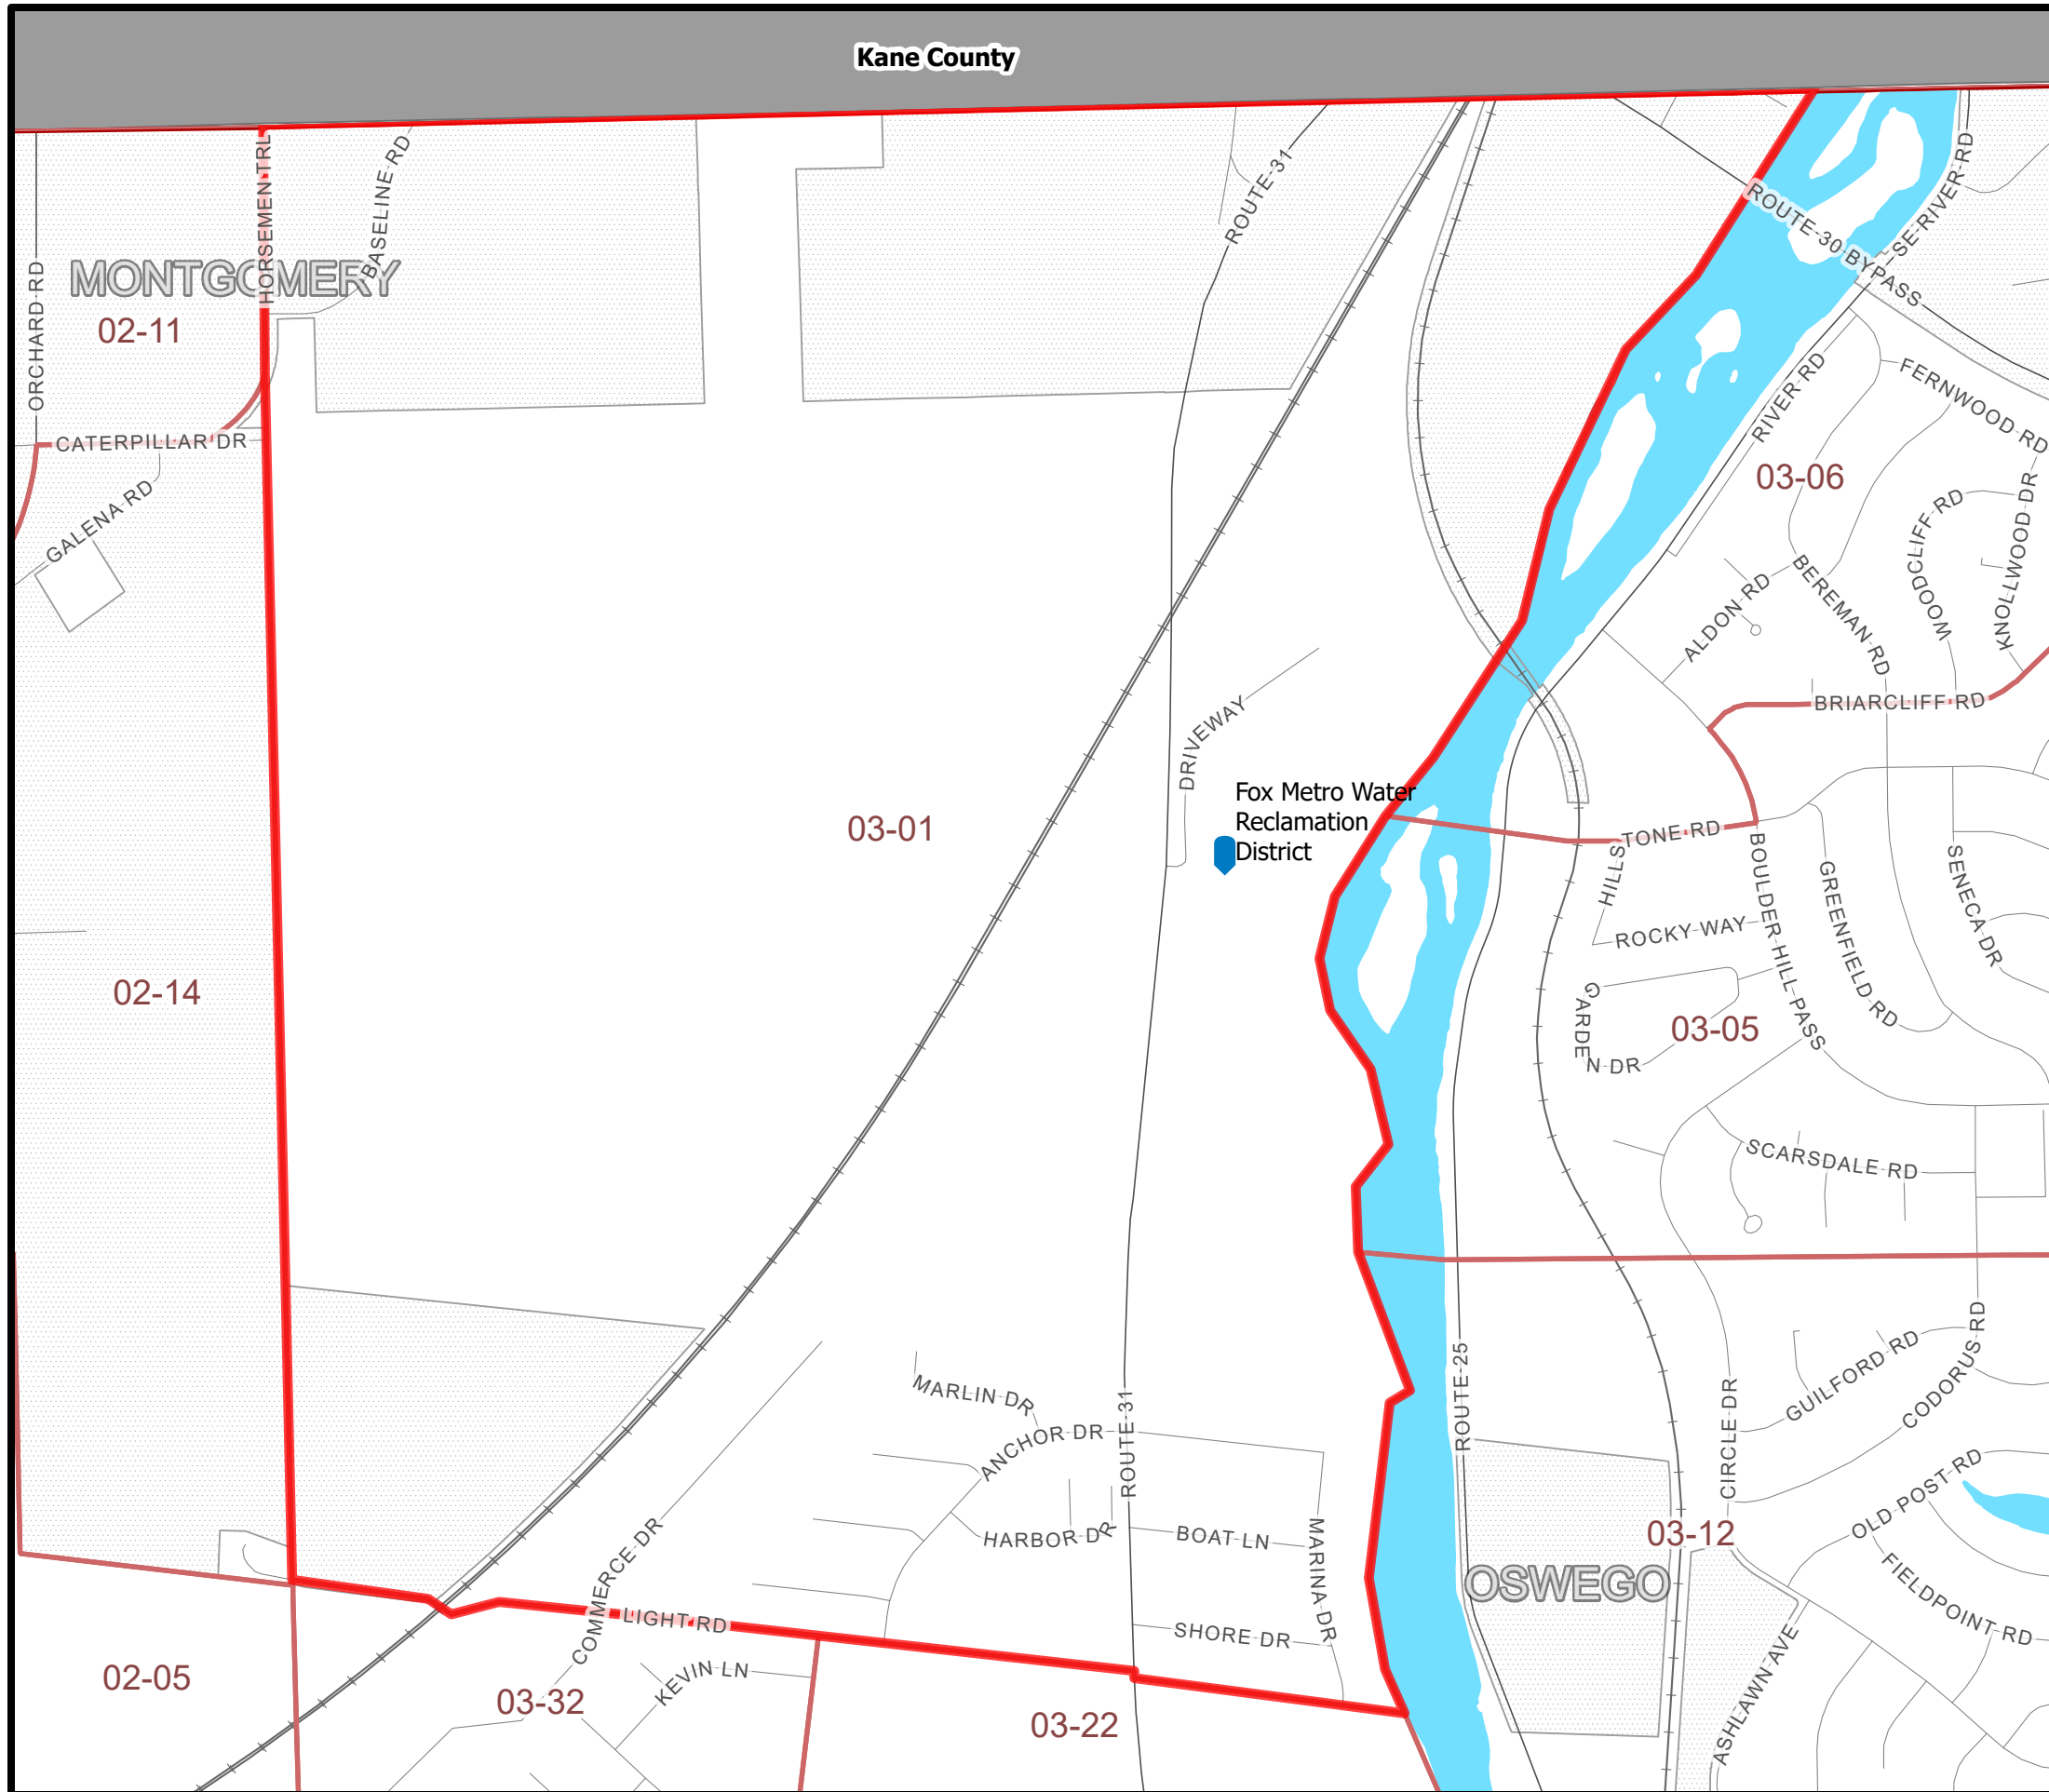 Kane County
HORSEMEN TRL
BASELINE RD
ROUTE 31
ROUTE 30 BYPASS
SE RIVER RD
MONTGOMERY
02-11
ORCHARD RD
CATERPILLAR DR
GALENA RD
RIVER RD
FERNWOOD RD
03-06
WOODCLIFF RD
KNOLLWOOD DR
BEREMAN RD
ALDON RD
BRIARCLIFF RD
DRIVEWAY
Fox Metro Water
Reclamation
District
03-01
TONE RD
HILLS
BOULDER HILL PASS
GREENFIELD RD
SENECA DR
ROCKY WAY
02-14
GARDEN DR
03-05
SCARSDALE RD
ROUTE 25
GUILFORD RD
CODORUS RD
CIRCLE DR
MARLIN DR
ANCHOR DR
ROUTE 31
HARBOR DR
BOAT LN
MARINA DR
SHORE DR
OLD POST RD
03-12
OSWEGO
FIELDPOINT RD
COMMERCE DR
LIGHT RD
KEVIN LN
02-05
03-32
03-22
ASHLAWN AVE